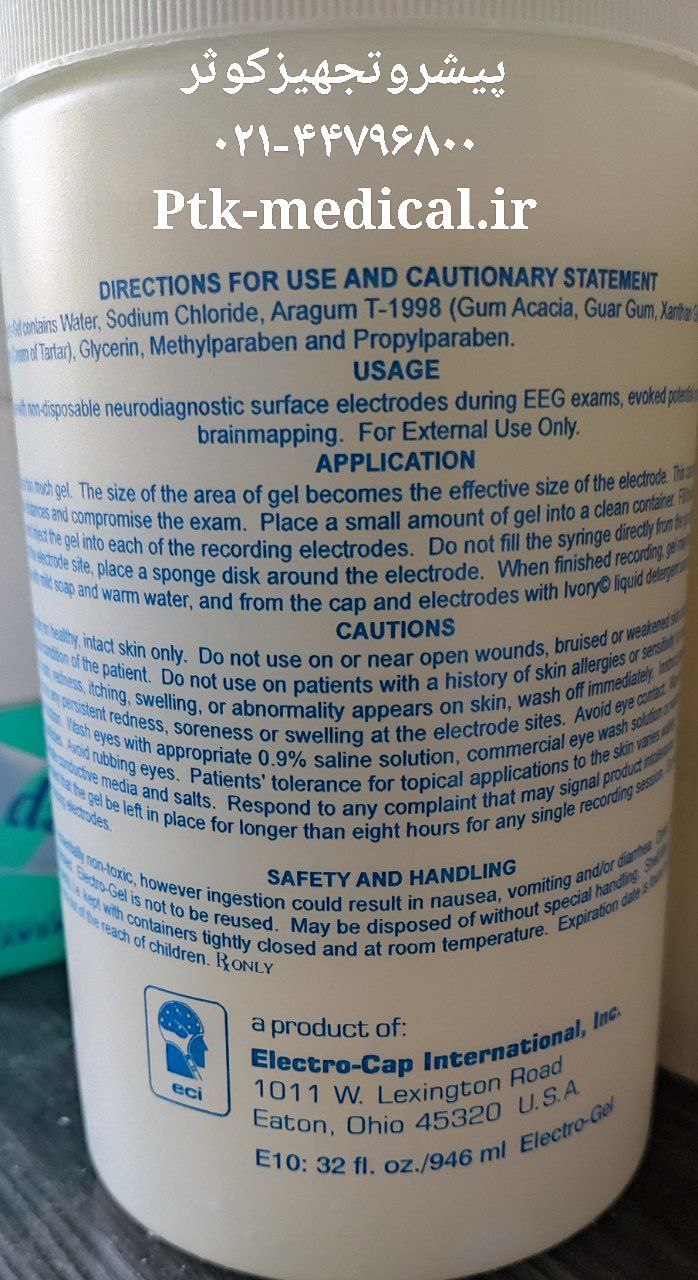 پیشرو تجهیز کوثر
۰۲۱-۴۴۷۹۶۸۰۰
Ptk-medical.ir
DIRECTIONS FOR USE AND CAUTIONARY STATEMENT
contains Water, Sodium Chloride, Aragum T-1998 (Gum Acacia, Guar Gum, Xanthan
of Tartar), Glycerin, Methylparaben and Propylparaben.
USAGE
non-disposable neurodiagnostic surface electrodes during EEG exams, evoked
brainmapping. For External Use Only.
APPLICATION
much gel. The size of the area of gel becomes the effective size of the electrode. This
and compromise the exam. Place a small amount of gel into a clean container.
the gel into each of the recording electrodes. Do not fill the syringe directly from the
electrode site, place a sponge disk around the electrode. When finished recording, gel
mild soap and warm water, and from the cap and electrodes with Ivory© liquid detergent
CAUTIONS
on healthy, intact skin only. Do not use on or near open wounds, bruised or weakened
condition of the patient. Do not use on patients with a history of skin allergies or sensitivity
redness, itching, swelling, or abnormality appears on skin, wash off immediately.
any persistent redness, soreness or swelling at the electrode sites. Avoid eye contact.
Wash eyes with appropriate 0.9% saline solution, commercial eye wash solution
Avoid rubbing eyes. Patients' tolerance for topical applications to the skin varies
conductive media and salts. Respond to any complaint that may signal product
that the gel be left in place for longer than eight hours for any single recording session.
electrodes.
SAFETY AND HANDLING
non-toxic, however ingestion could result in nausea, vomiting and/or diarrhea.
Electro-Gel is not to be reused. May be disposed of without special handling.
kept with containers tightly closed and at room temperature. Expiration date is
of the reach of children. ℞ ONLY
eci
a product of:
Electro-Cap International, Inc.
1011 W. Lexington Road
Eaton, Ohio 45320 U.S.A.
E10: 32 fl. oz./946 ml Electro-Gel